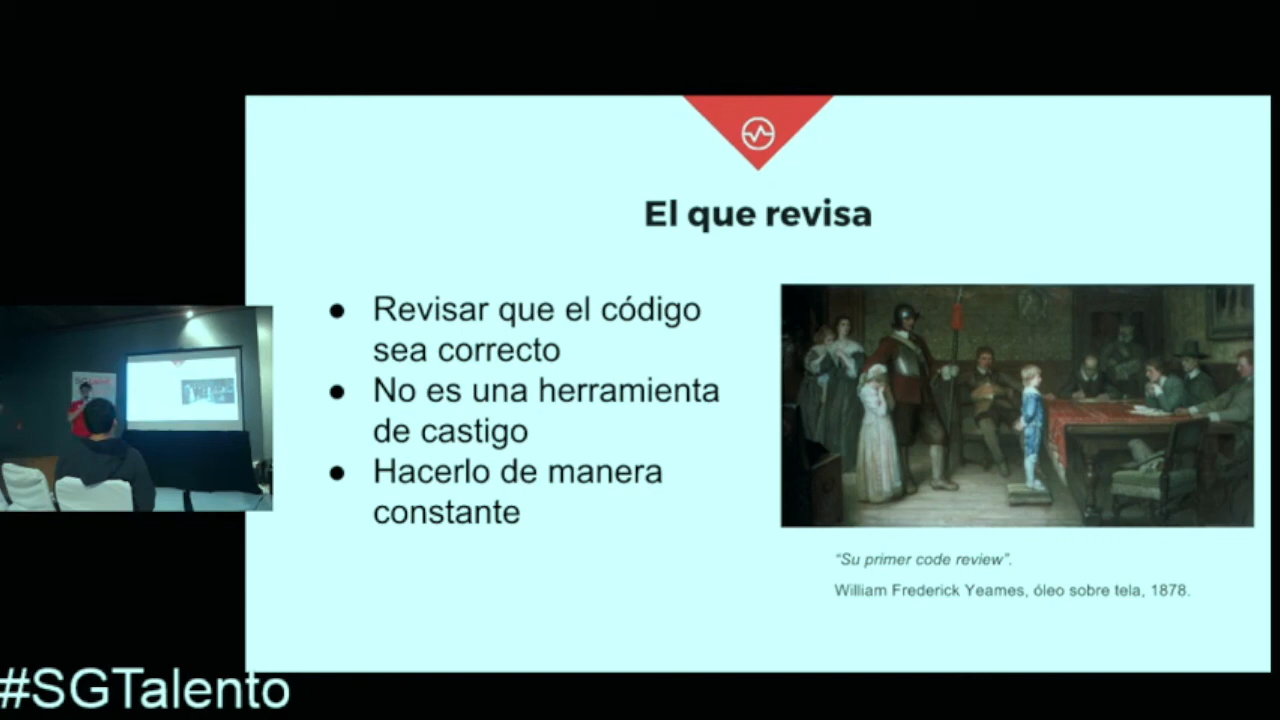 El que revisa
● Revisar que el código
sea correcto
● No es una herramienta
de castigo
● Hacerlo de manera
constante
“Su primer code review”.
William Frederick Yeames, óleo sobre tela, 1878.
#SGTalento